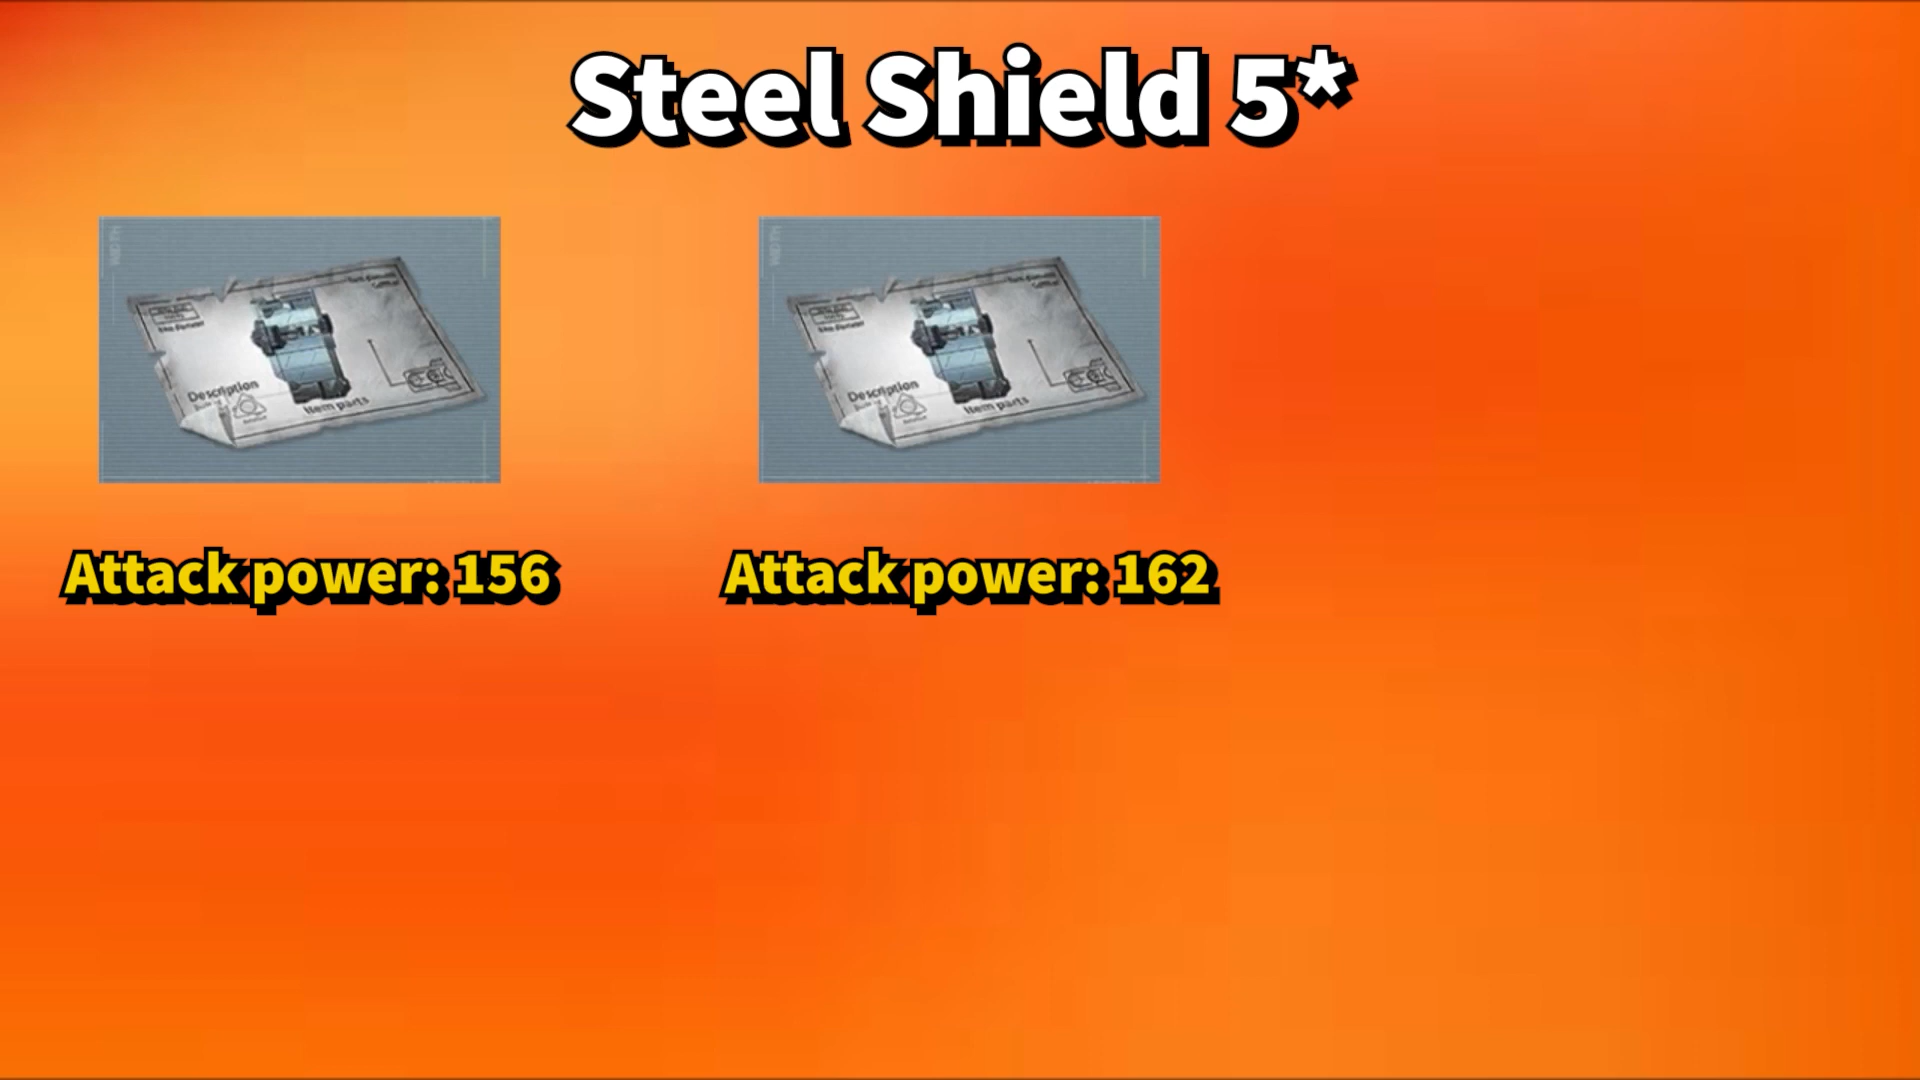 Steel Shield 5*
Description
Item parts
Description
Item parts
Attack power: 156
Attack power: 162